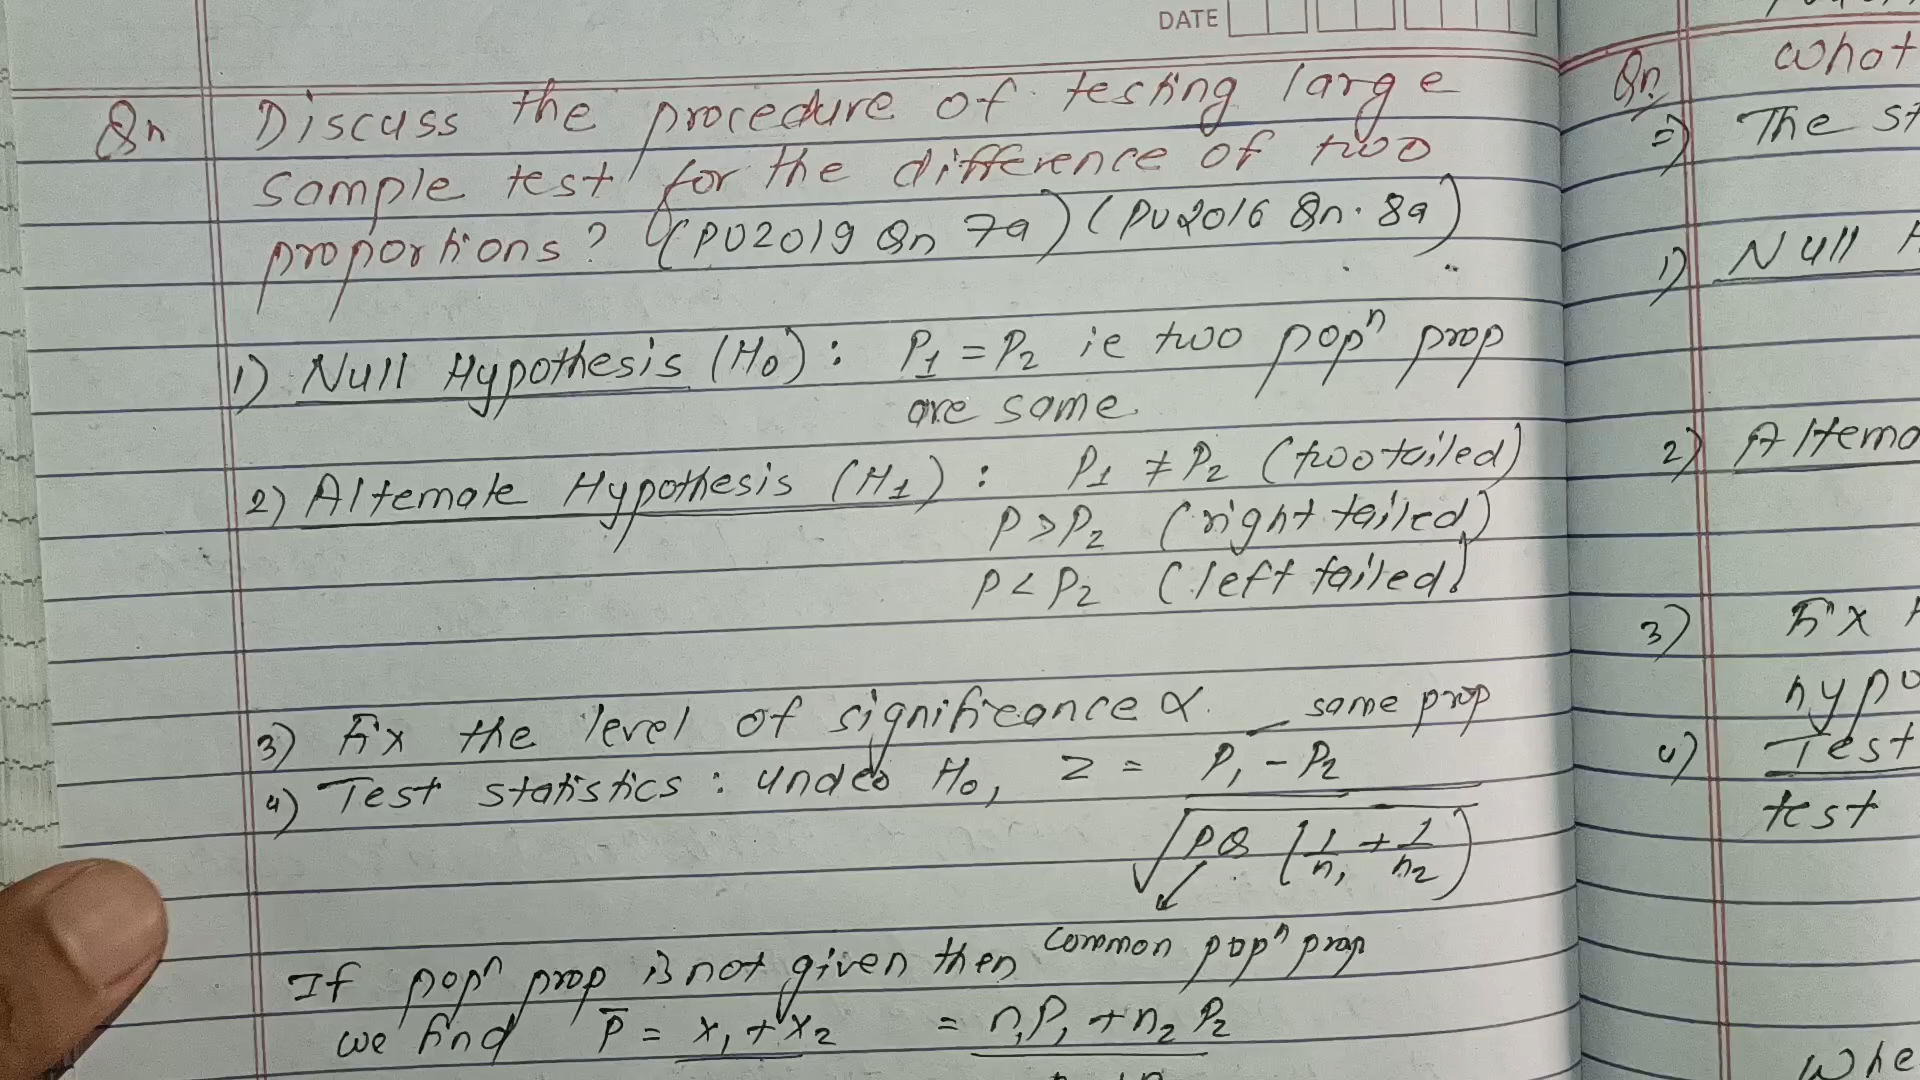 DATE
Qn Discuss the procedure of testing large
sample test for the difference of two
proportions? (PU2019 Qn 7a) (PU2016 Qn. 8a)
1) Null Hypothesis (H0) : P1 = P2 ie two popn prop
are same
2) Alternate Hypothesis (H1) : P1 ≠ P2 (two tailed)
P > P2 (right tailed)
P < P2 (left tailed)
3) Fix the level of significance α. same prop
4) Test statistics : under H0, Z = P1 - P2
√PQ (1/n1 + 1/n2)
common popn prop
If popn prop is not given then
we find P̄ = x1 + x2 = n1P1 + n2P2
Qn
what
=) The st
1) Null H
2) Alterna
3) Fix
hypo
4) Test
test
Whe